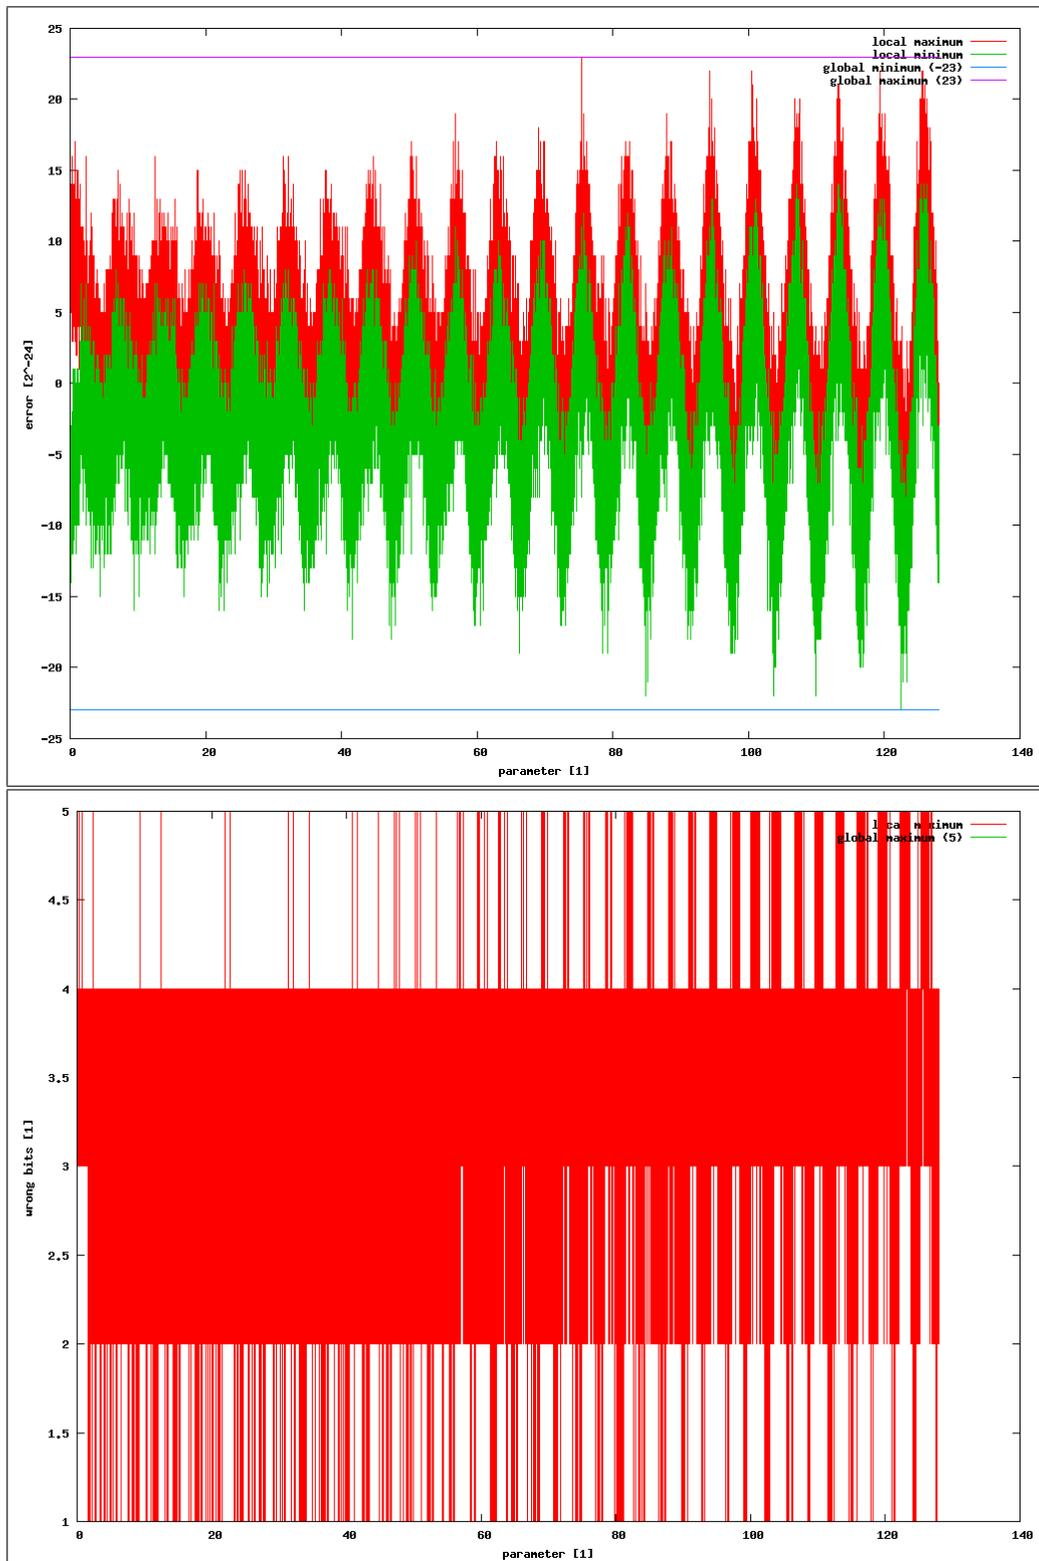 25
20
15
10
5
0
-5
-10
-15
-20
-25
error [2^-24]
local maximum
local minimum
global minimum (-23)
global maximum (23)
0 20 40 60 80 100 120 140
parameter [1]
5
4.5
4
3.5
3
2.5
2
1.5
1
wrong bits [1]
local maximum
global maximum (5)
0 20 40 60 80 100 120 140
parameter [1]